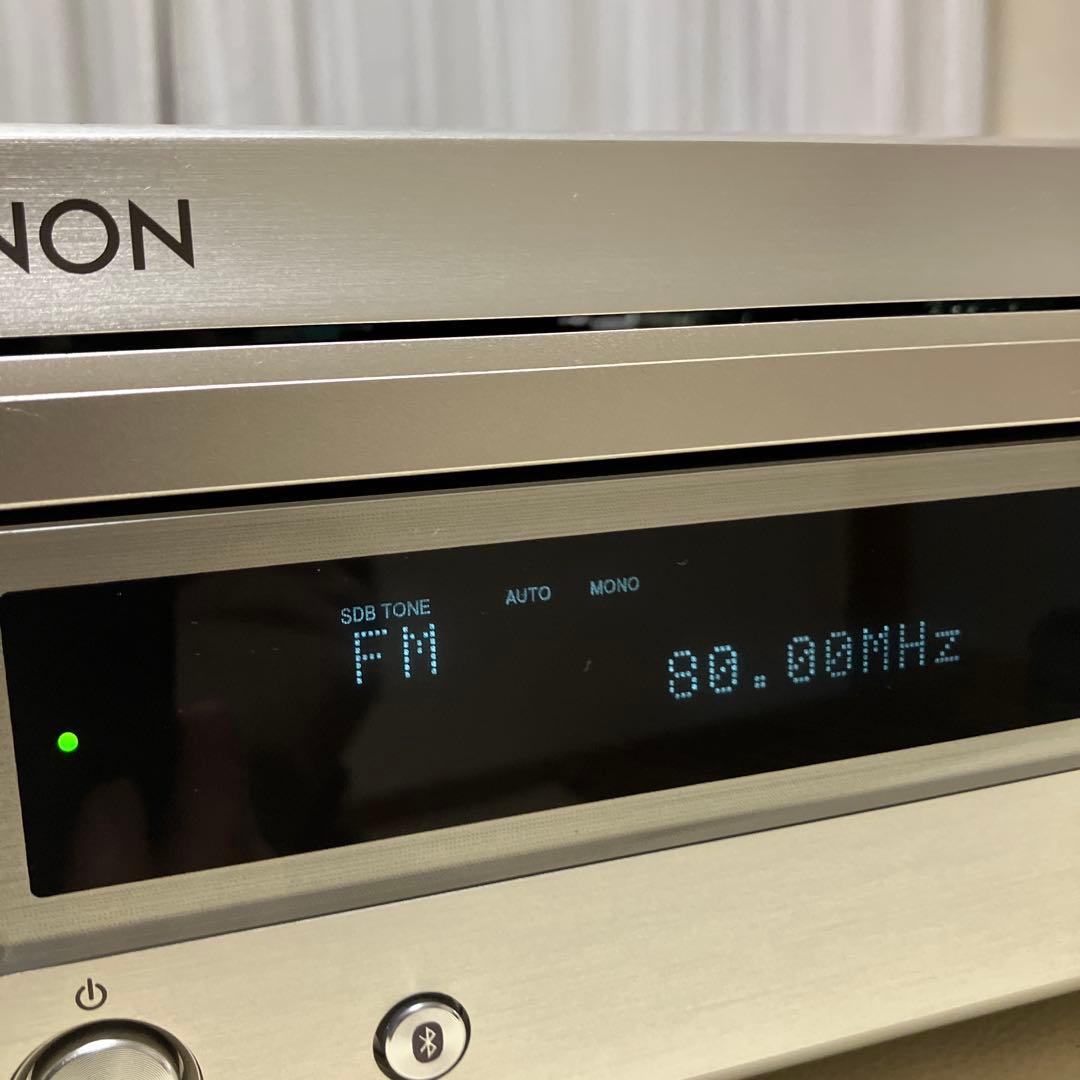 NON
SDB TONE AUTO MONO
FM 80.00MHz